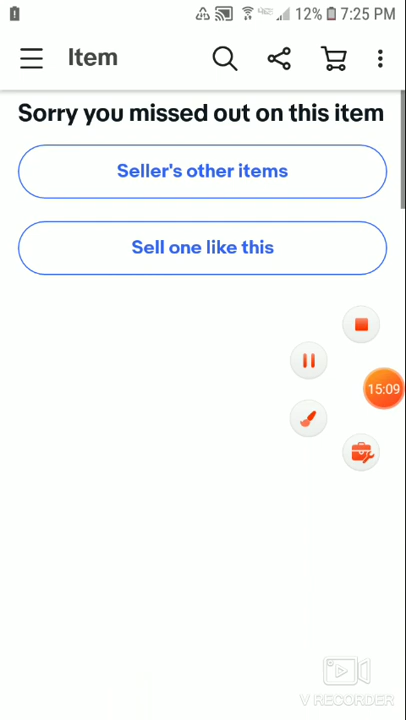 12% 7:25 PM
Item
Sorry you missed out on this item
Seller's other items
Sell one like this
15:09
V RECORDER